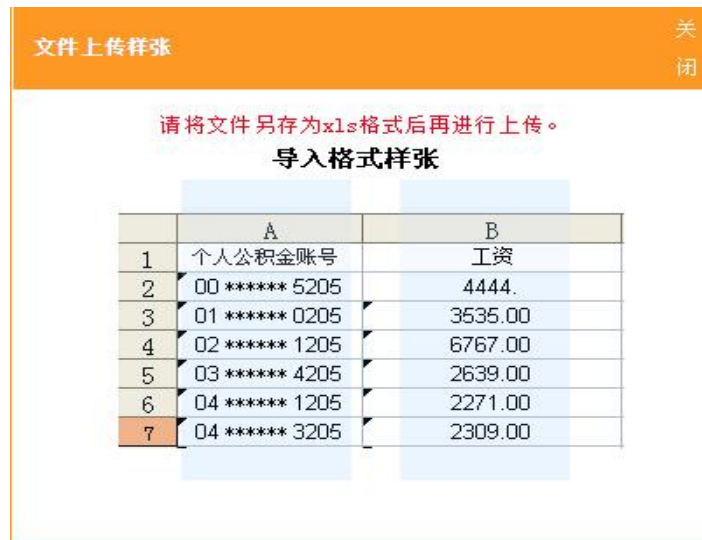 文件上传样张
关
闭
请将文件另存为xls格式后再进行上传。
导入格式样张
A B
1 个人公积金账号 工资
2 00 ****** 5205 4444.
3 01 ****** 0205 3535.00
4 02 ****** 1205 6767.00
5 03 ****** 4205 2639.00
6 04 ****** 1205 2271.00
7 04 ****** 3205 2309.00